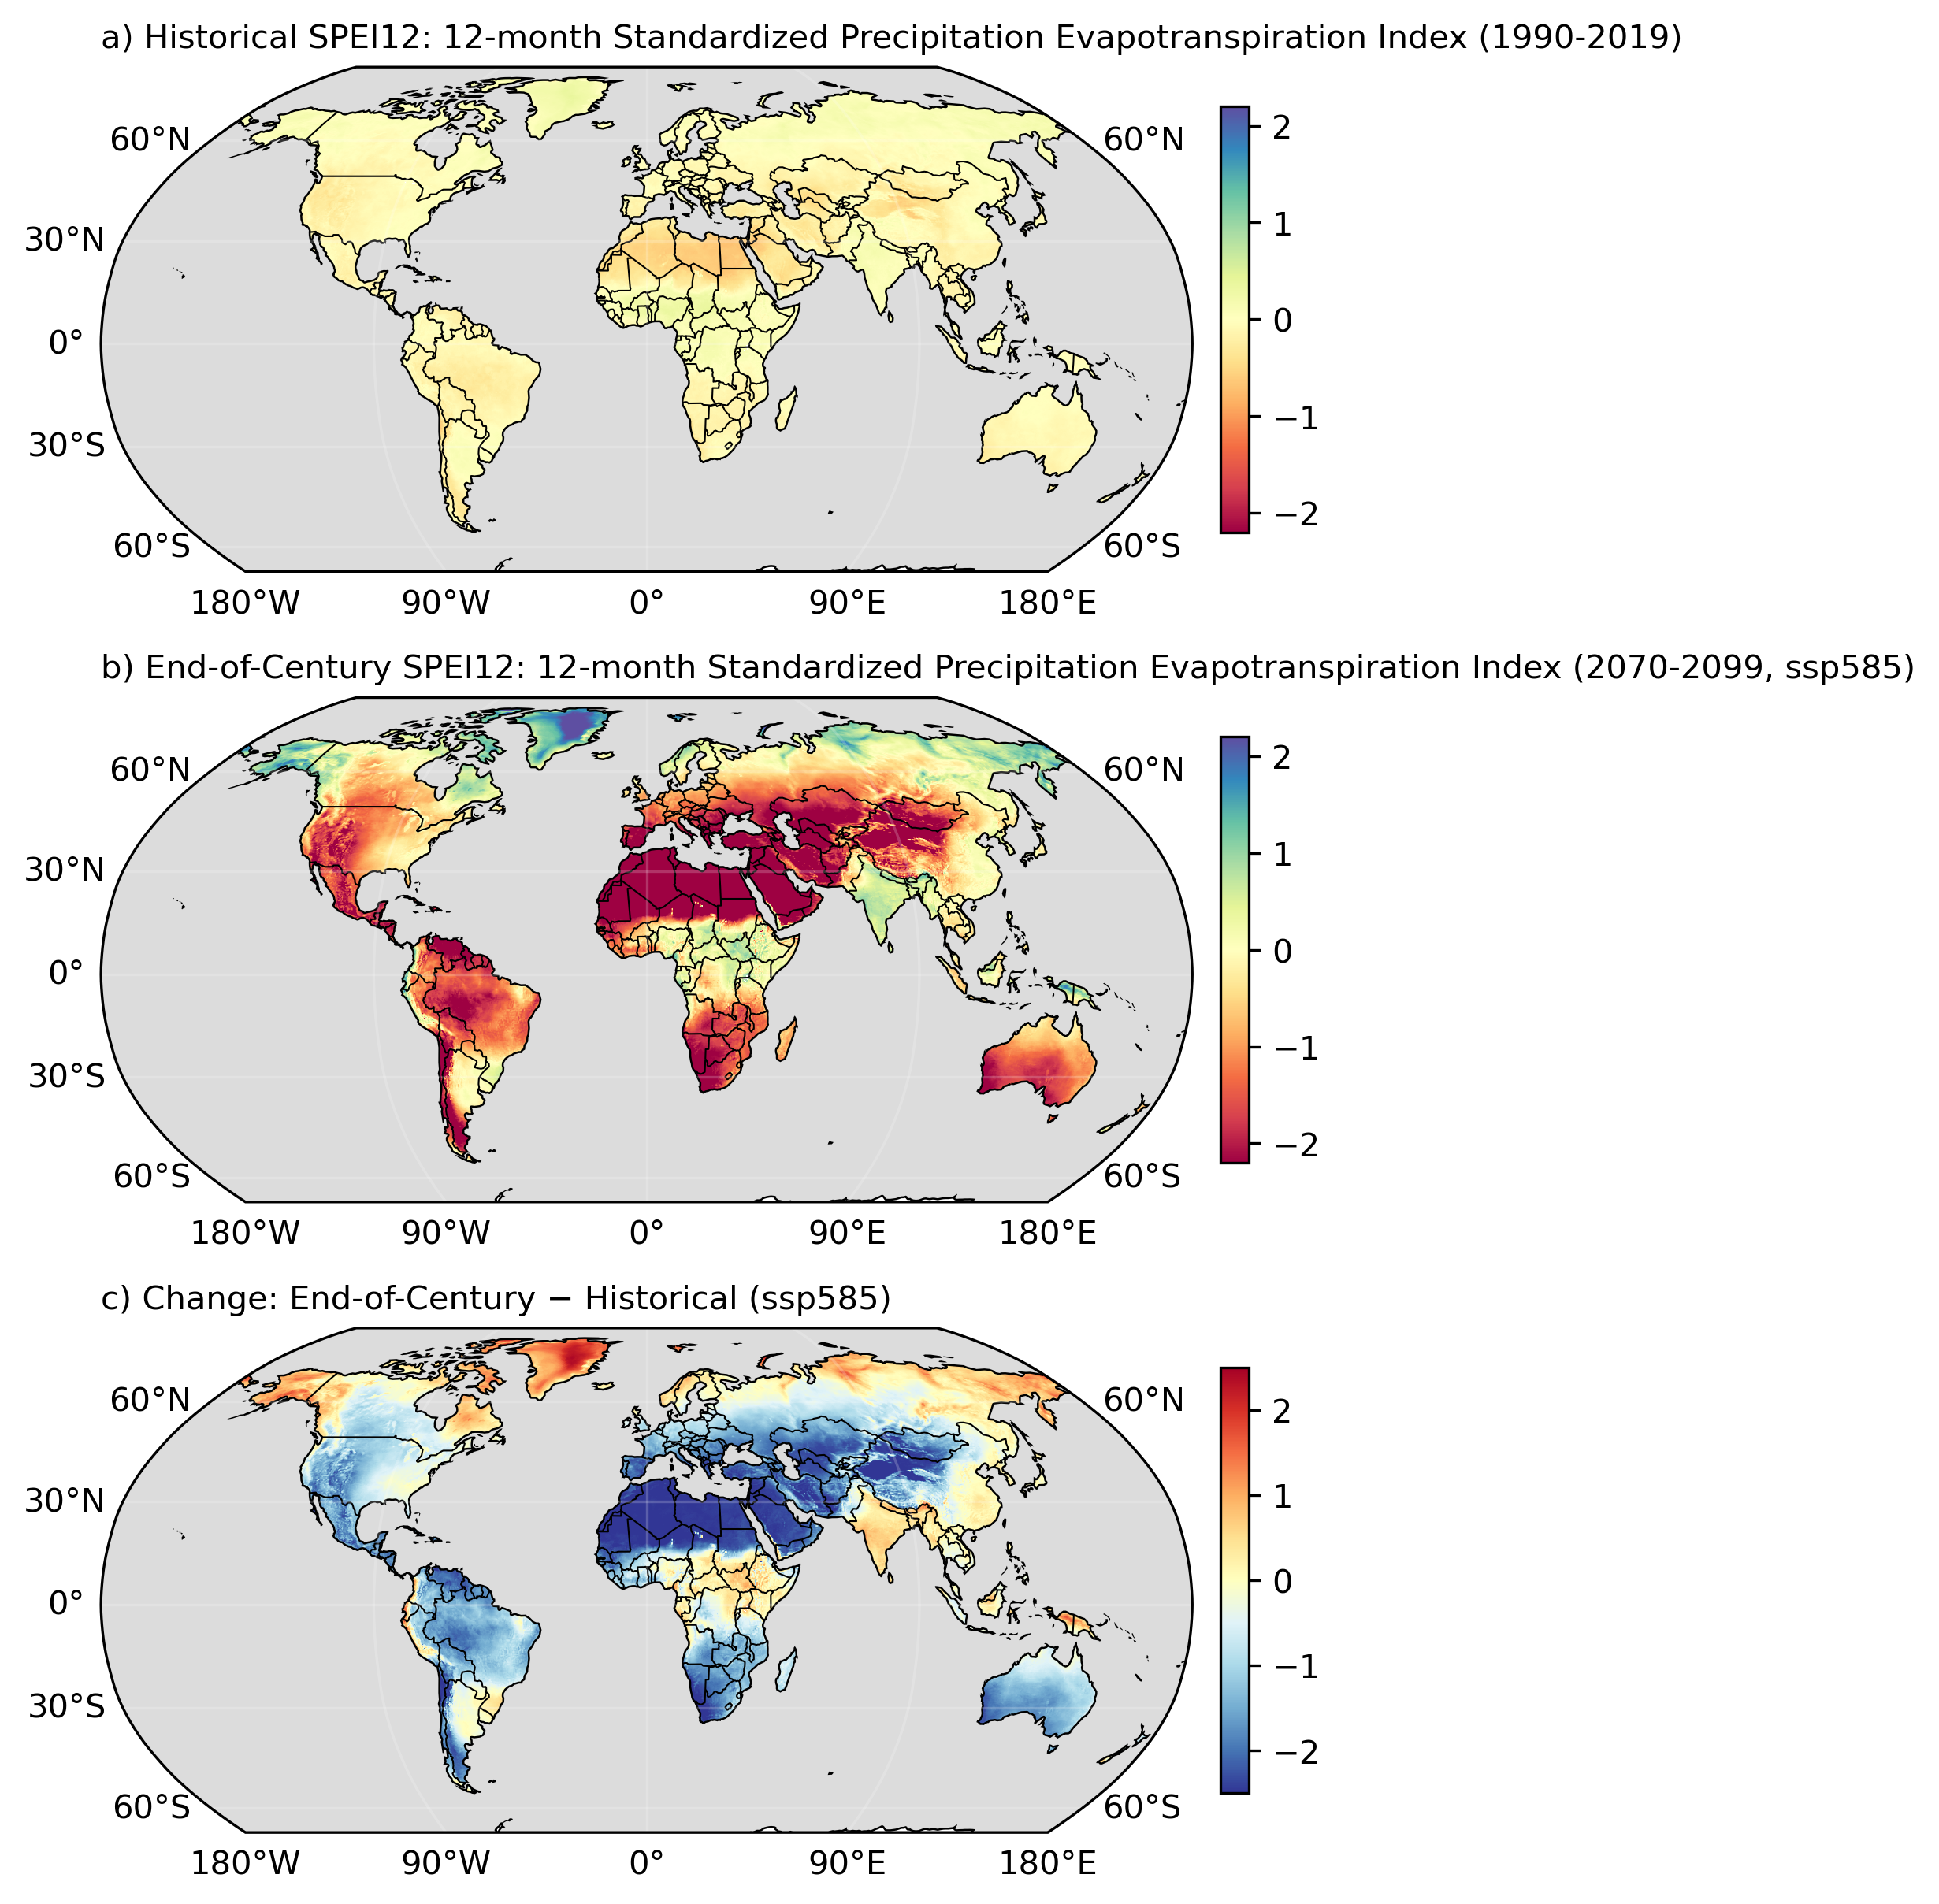 a) Historical SPEI12: 12-month Standardized Precipitation Evapotranspiration Index (1990-2019)
60°N 60°N
30°N
0°
30°S
60°S 60°S
180°W 90°W 0° 90°E 180°E
2
1
0
−1
−2
b) End-of-Century SPEI12: 12-month Standardized Precipitation Evapotranspiration Index (2070-2099, ssp585)
60°N 60°N
30°N
0°
30°S
60°S 60°S
180°W 90°W 0° 90°E 180°E
2
1
0
−1
−2
c) Change: End-of-Century − Historical (ssp585)
60°N 60°N
30°N
0°
30°S
60°S 60°S
180°W 90°W 0° 90°E 180°E
2
1
0
−1
−2